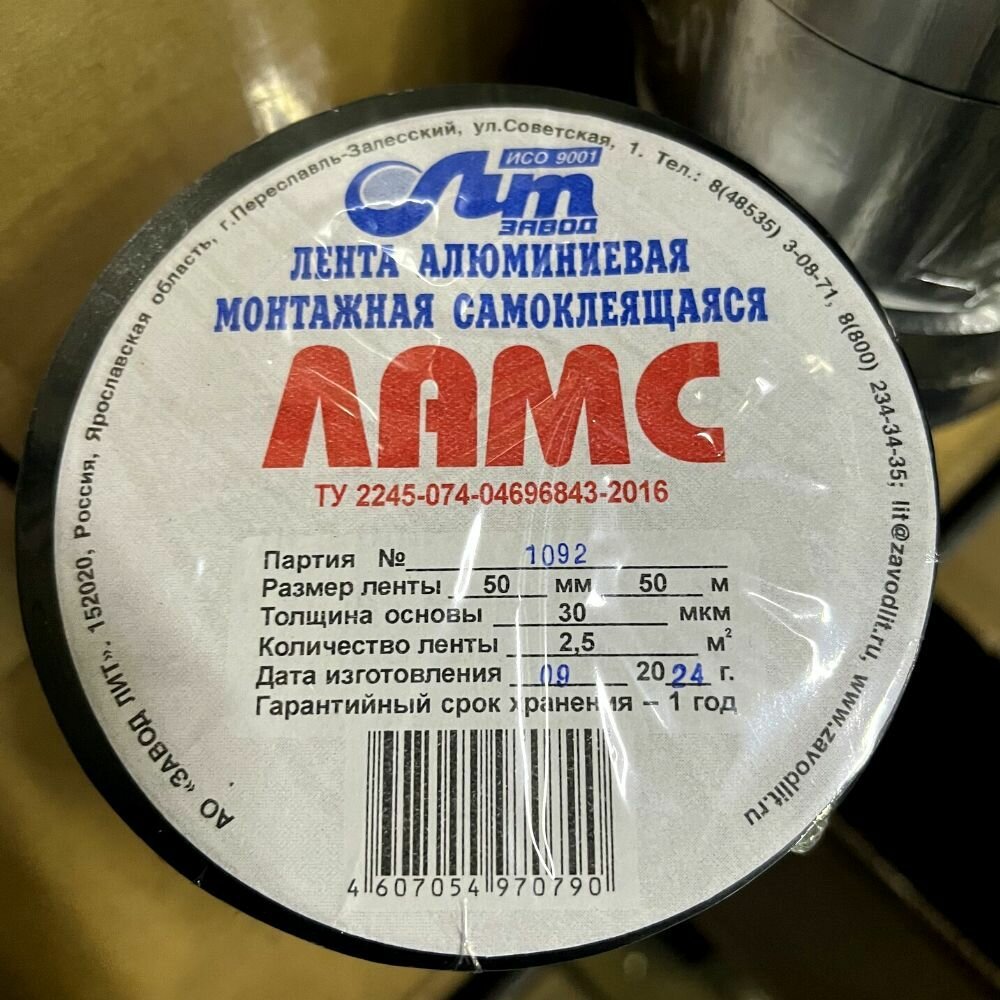 АО «ЗАВОД ЛИТ». 152020, Россия, Ярославская область, г.Переславль-Залесский, ул.Советская, 1. Тел.: 8(48535) 3-08-71, 8(800) 234-34-35; lit@zavodlit.ru, www.zavodlit.ru
Лит ИСО 9001
ЗАВОД
ЛЕНТА АЛЮМИНИЕВАЯ
МОНТАЖНАЯ САМОКЛЕЯЩАЯСЯ
ЛАМС
ТУ 2245-074-04696843-2016
Партия № 1092
Размер ленты 50 мм 50 м
Толщина основы 30 мкм
Количество ленты 2,5 м²
Дата изготовления 09 2024 г.
Гарантийный срок хранения – 1 год
4 607054 970790